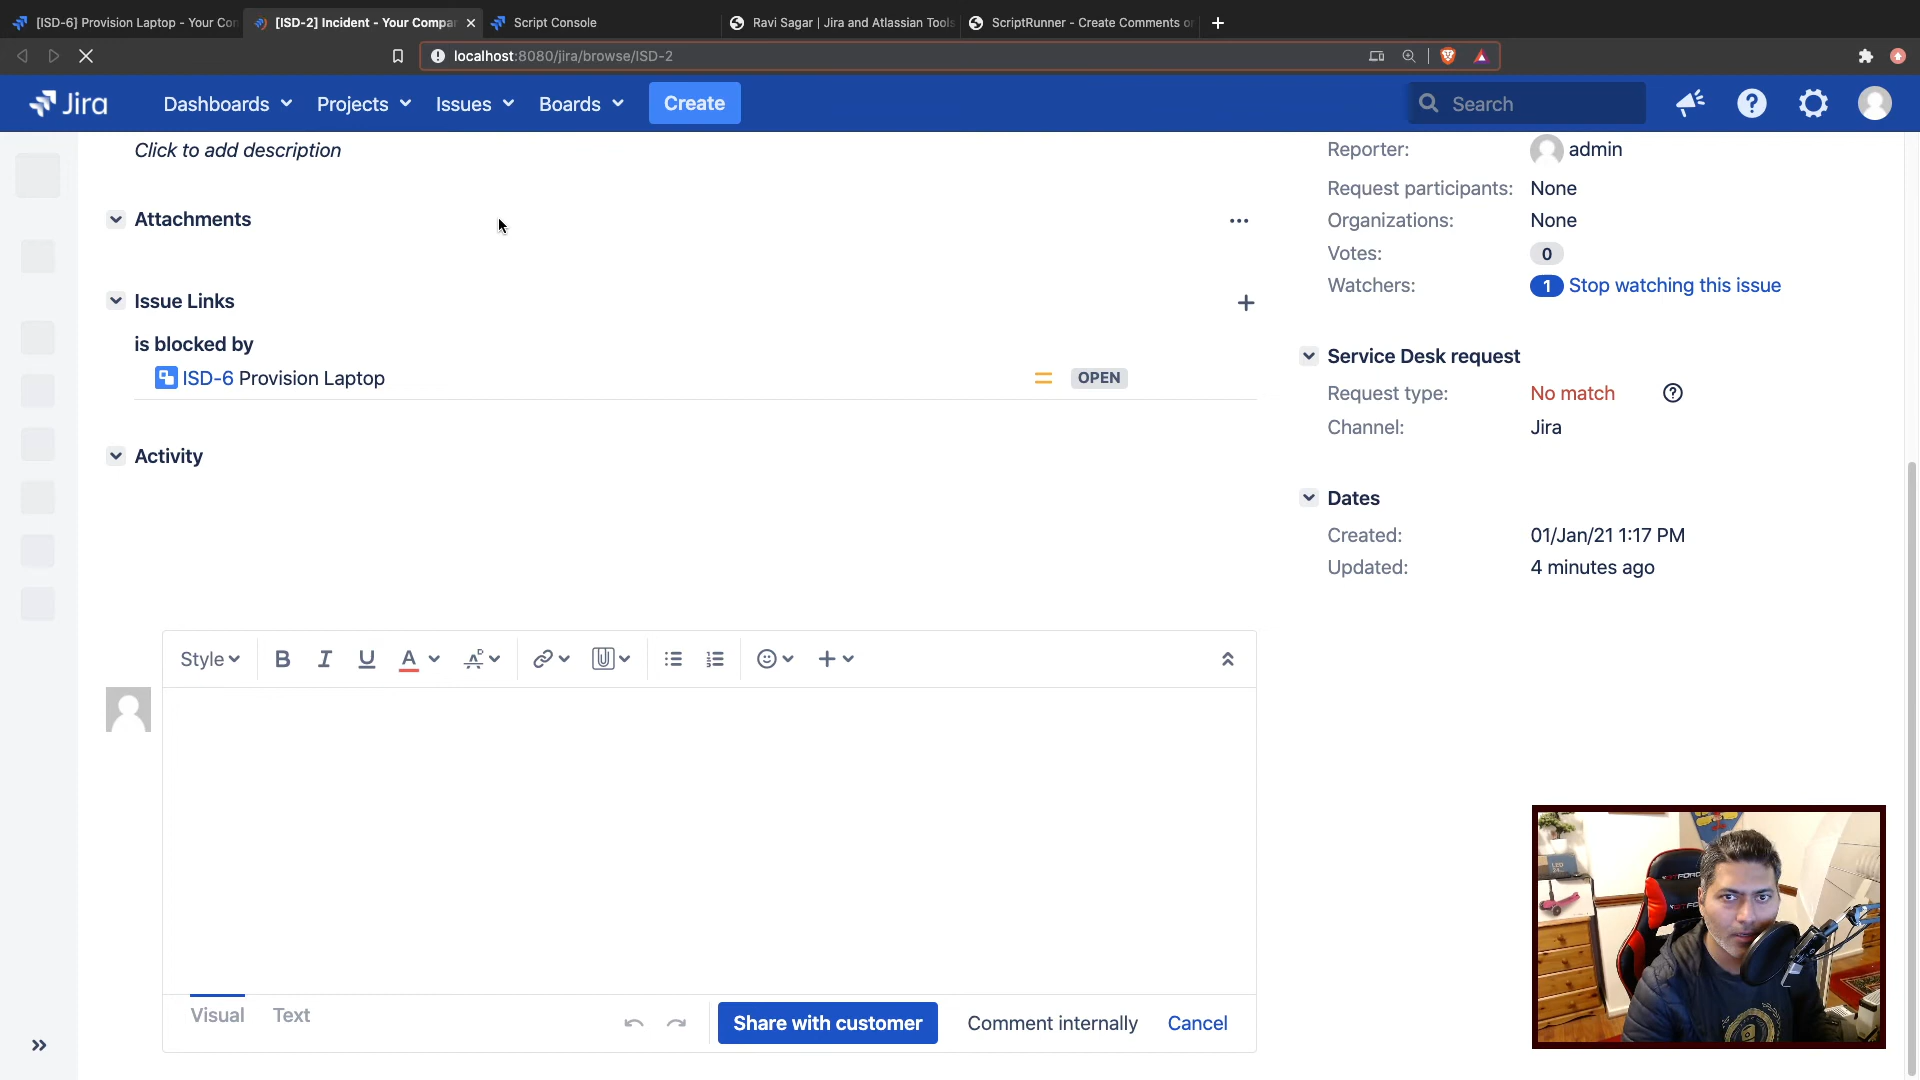 [ISD-6] Provision Laptop - Your Con
[ISD-2] Incident - Your Compa
Script Console
Ravi Sagar | Jira and Atlassian Tools
ScriptRunner - Create Comments or
localhost:8080/jira/browse/ISD-2
Jira
Dashboards
Projects
Issues
Boards
Create
Search
Click to add description
Attachments
Issue Links
is blocked by
ISD-6 Provision Laptop
OPEN
Activity
Style
Visual
Text
Share with customer
Comment internally
Cancel
Reporter: admin
Request participants: None
Organizations: None
Votes: 0
Watchers: 1 Stop watching this issue
Service Desk request
Request type: No match
Channel: Jira
Dates
Created: 01/Jan/21 1:17 PM
Updated: 4 minutes ago